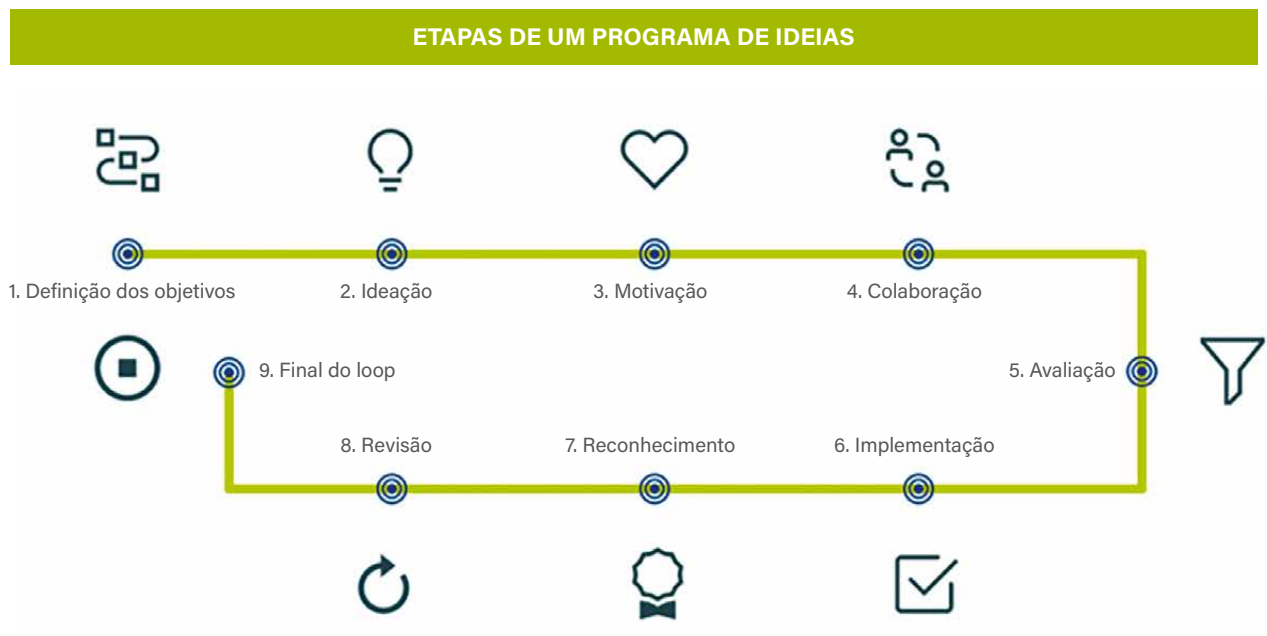 ETAPAS DE UM PROGRAMA DE IDEIAS
1. Definição dos objetivos
2. Ideação
3. Motivação
4. Colaboração
5. Avaliação
6. Implementação
7. Reconhecimento
8. Revisão
9. Final do loop